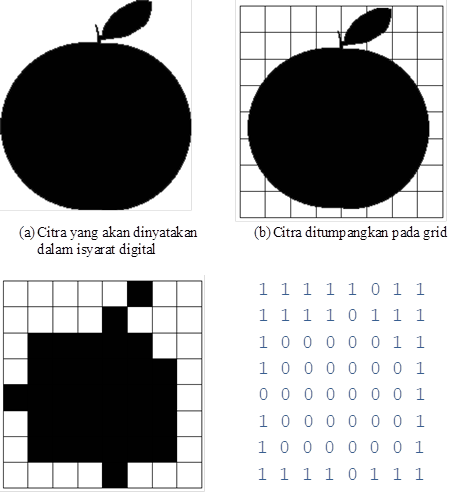 (a) Citra yang akan dinyatakan
dalam isyarat digital
(b) Citra ditumpangkan pada grid
1 1 1 1 1 0 1 1
1 1 1 1 0 1 1 1
1 0 0 0 0 0 1 1
1 0 0 0 0 0 0 1
0 0 0 0 0 0 0 1
1 0 0 0 0 0 0 1
1 0 0 0 0 0 0 1
1 1 1 1 0 1 1 1